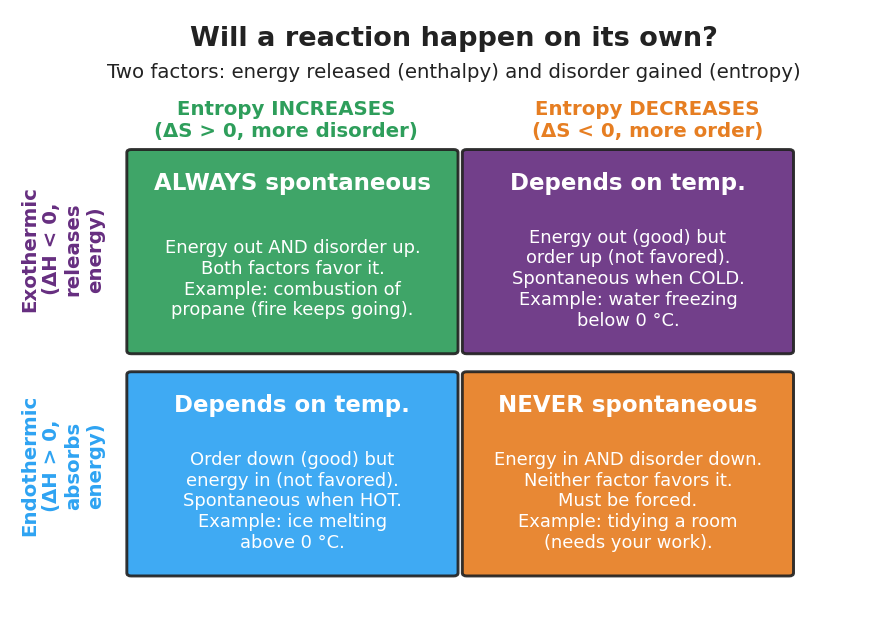 Will a reaction happen on its own?
Two factors: energy released (enthalpy) and disorder gained (entropy)
Entropy INCREASES
(ΔS > 0, more disorder)
Entropy DECREASES
(ΔS < 0, more order)
Exothermic
(ΔH < 0,
releases
energy)
ALWAYS spontaneous
Energy out AND disorder up.
Both factors favor it.
Example: combustion of
propane (fire keeps going).
Depends on temp.
Energy out (good) but
order up (not favored).
Spontaneous when COLD.
Example: water freezing
below 0 °C.
Endothermic
(ΔH > 0,
absorbs
energy)
Depends on temp.
Order down (good) but
energy in (not favored).
Spontaneous when HOT.
Example: ice melting
above 0 °C.
NEVER spontaneous
Energy in AND disorder down.
Neither factor favors it.
Must be forced.
Example: tidying a room
(needs your work).